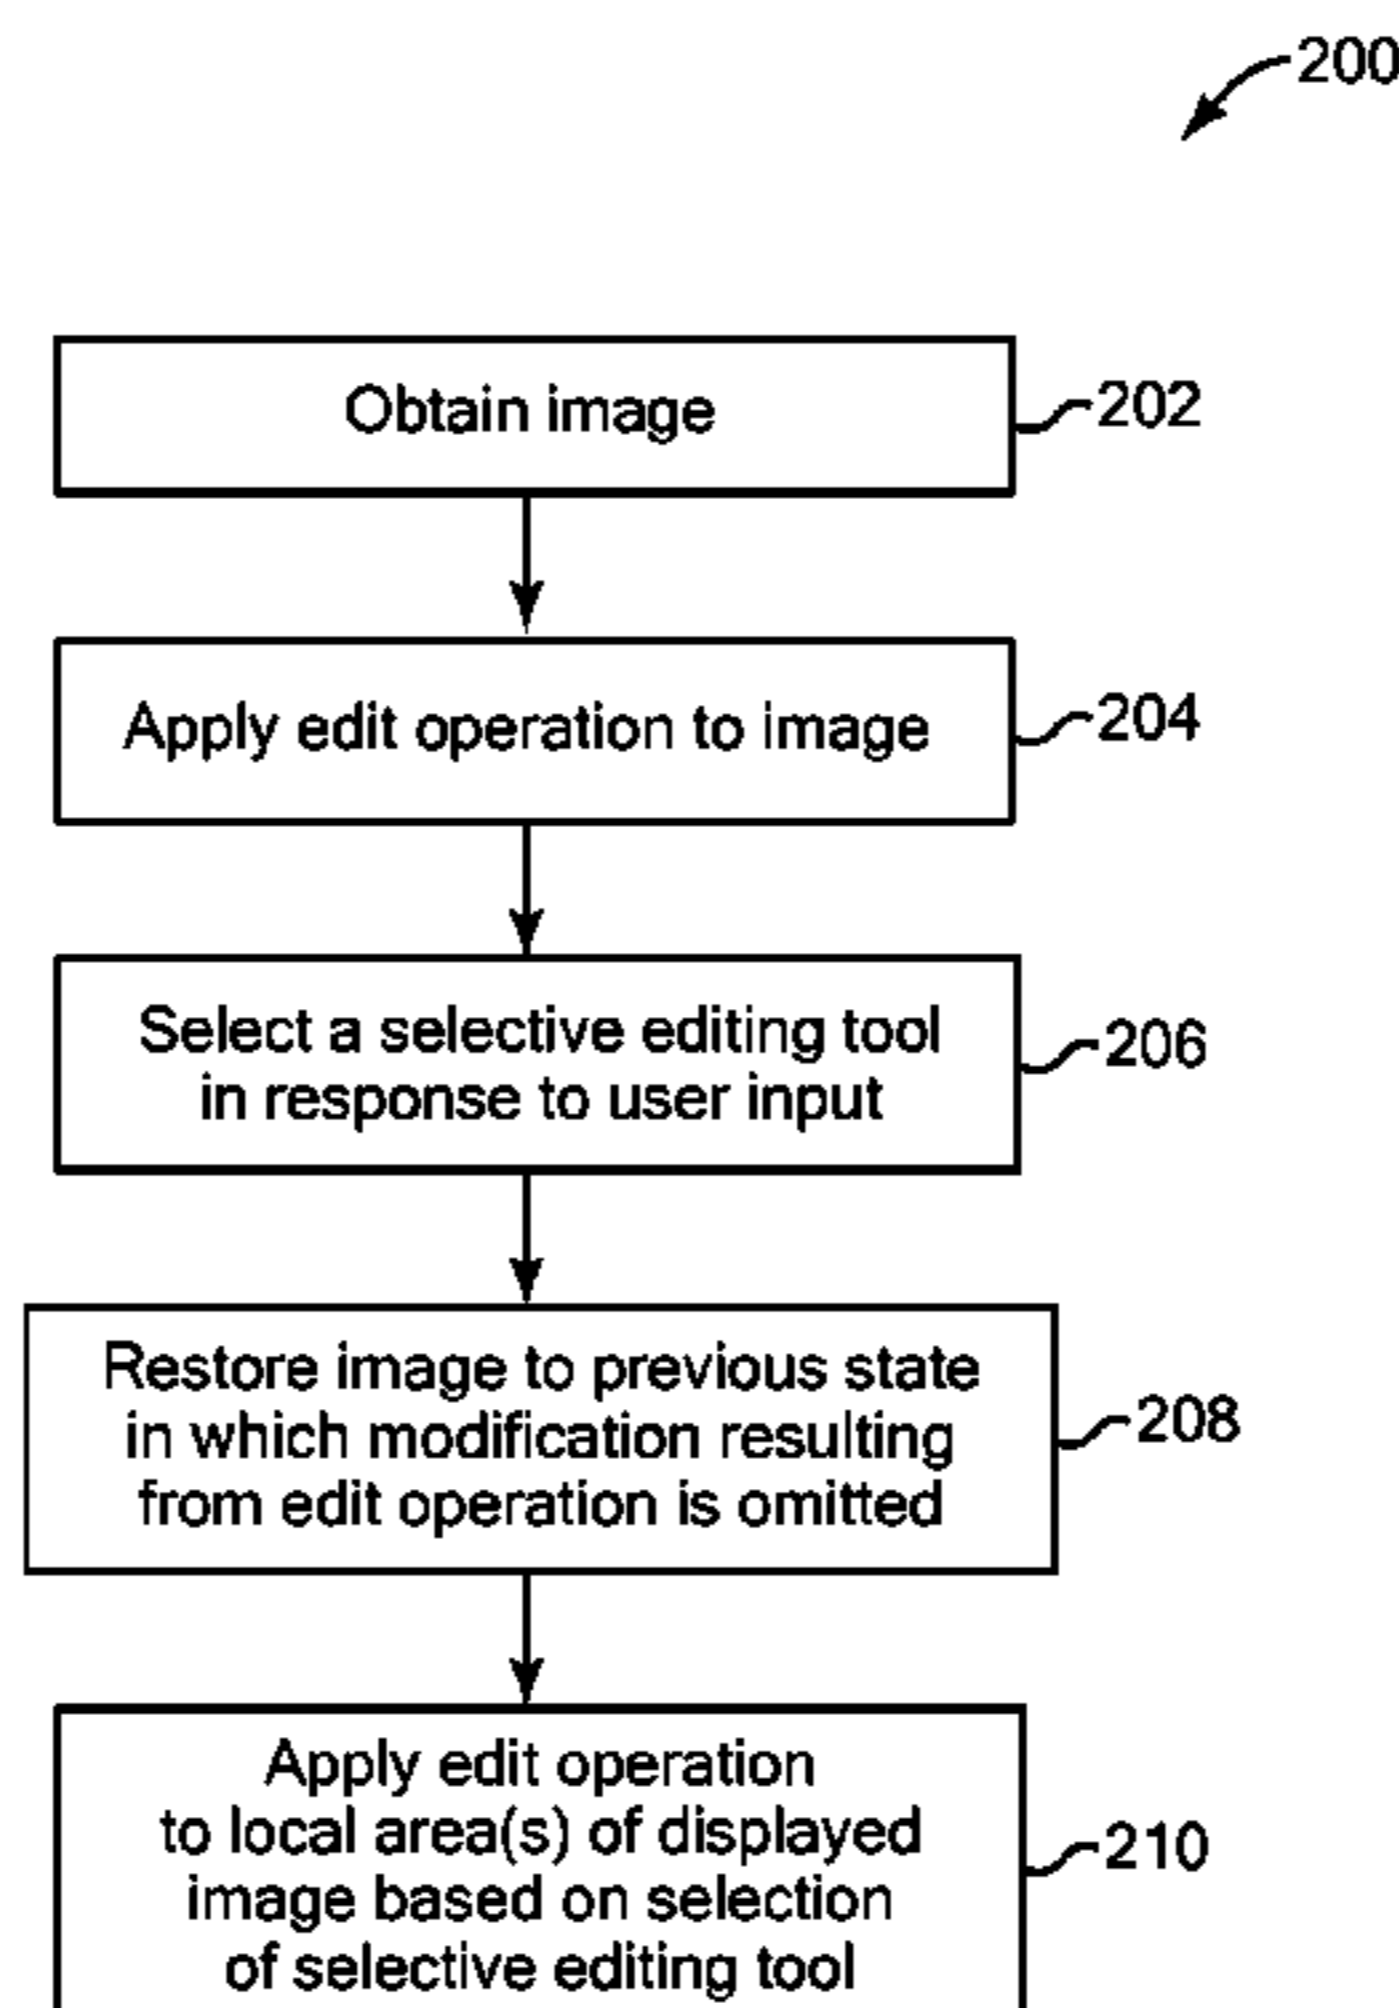 200
Obtain image
202
Apply edit operation to image
204
Select a selective editing tool
in response to user input
206
Restore image to previous state
in which modification resulting
from edit operation is omitted
208
Apply edit operation
to local area(s) of displayed
image based on selection
of selective editing tool
210